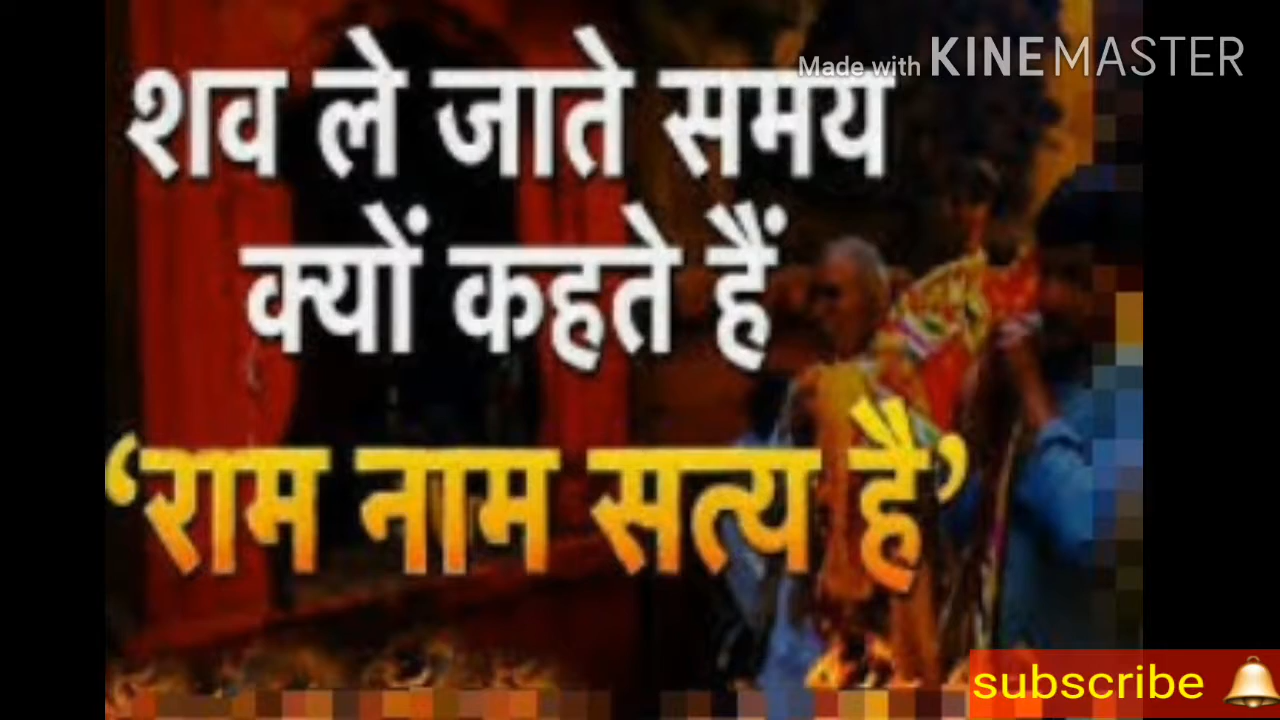 Made with KINEMASTER
शव ले जाते समय
क्यों कहते हैं
‘राम नाम सत्य है’
subscribe